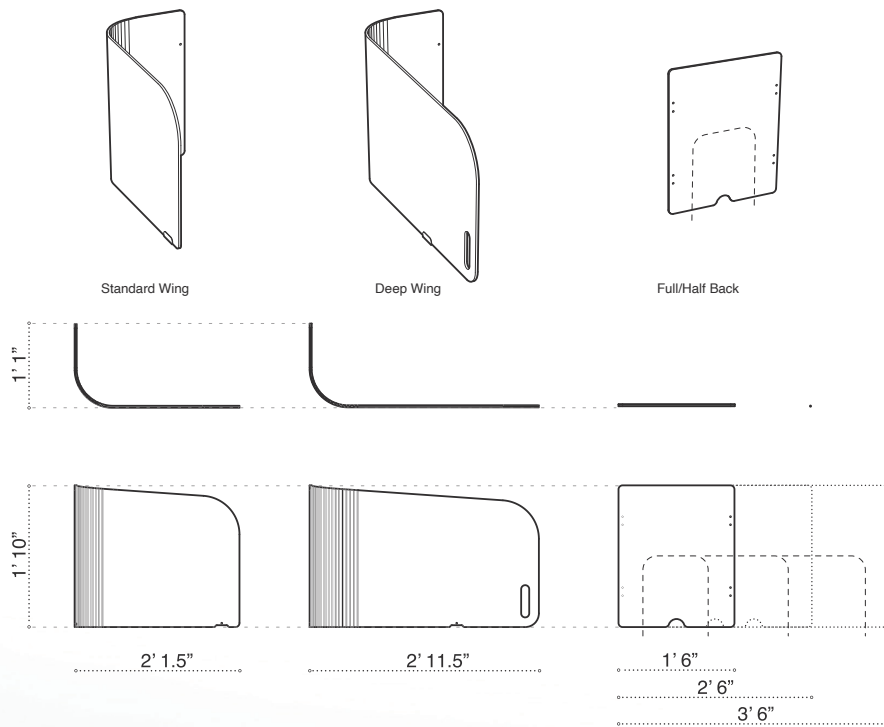 Standard Wing
Deep Wing
Full/Half Back
1’ 1”
1’ 10”
2’ 1.5”
2’ 11.5”
1’ 6”
2’ 6”
3’ 6”